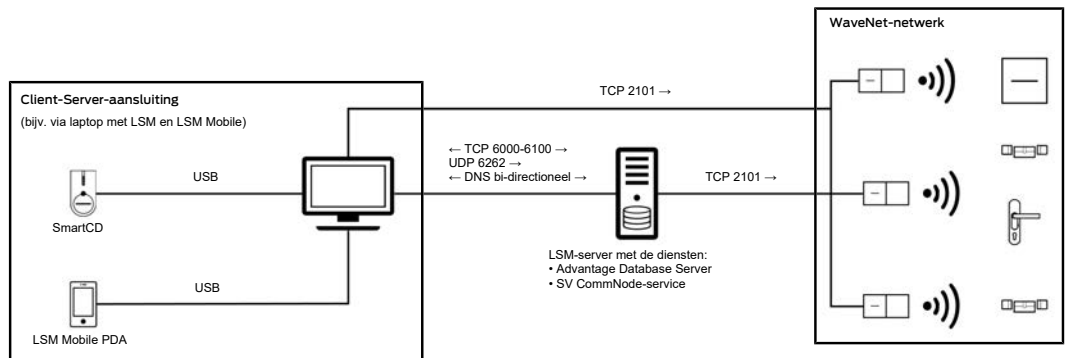 WaveNet-netwerk
Client-Server-aansluiting
(bijv. via laptop met LSM en LSM Mobile)
TCP 2101 →
← TCP 6000-6100 →
UDP 6262 →
← DNS bi-directioneel →
USB
TCP 2101 →
SmartCD
LSM-server met de diensten:
• Advantage Database Server
• SV CommNode-service
USB
LSM Mobile PDA